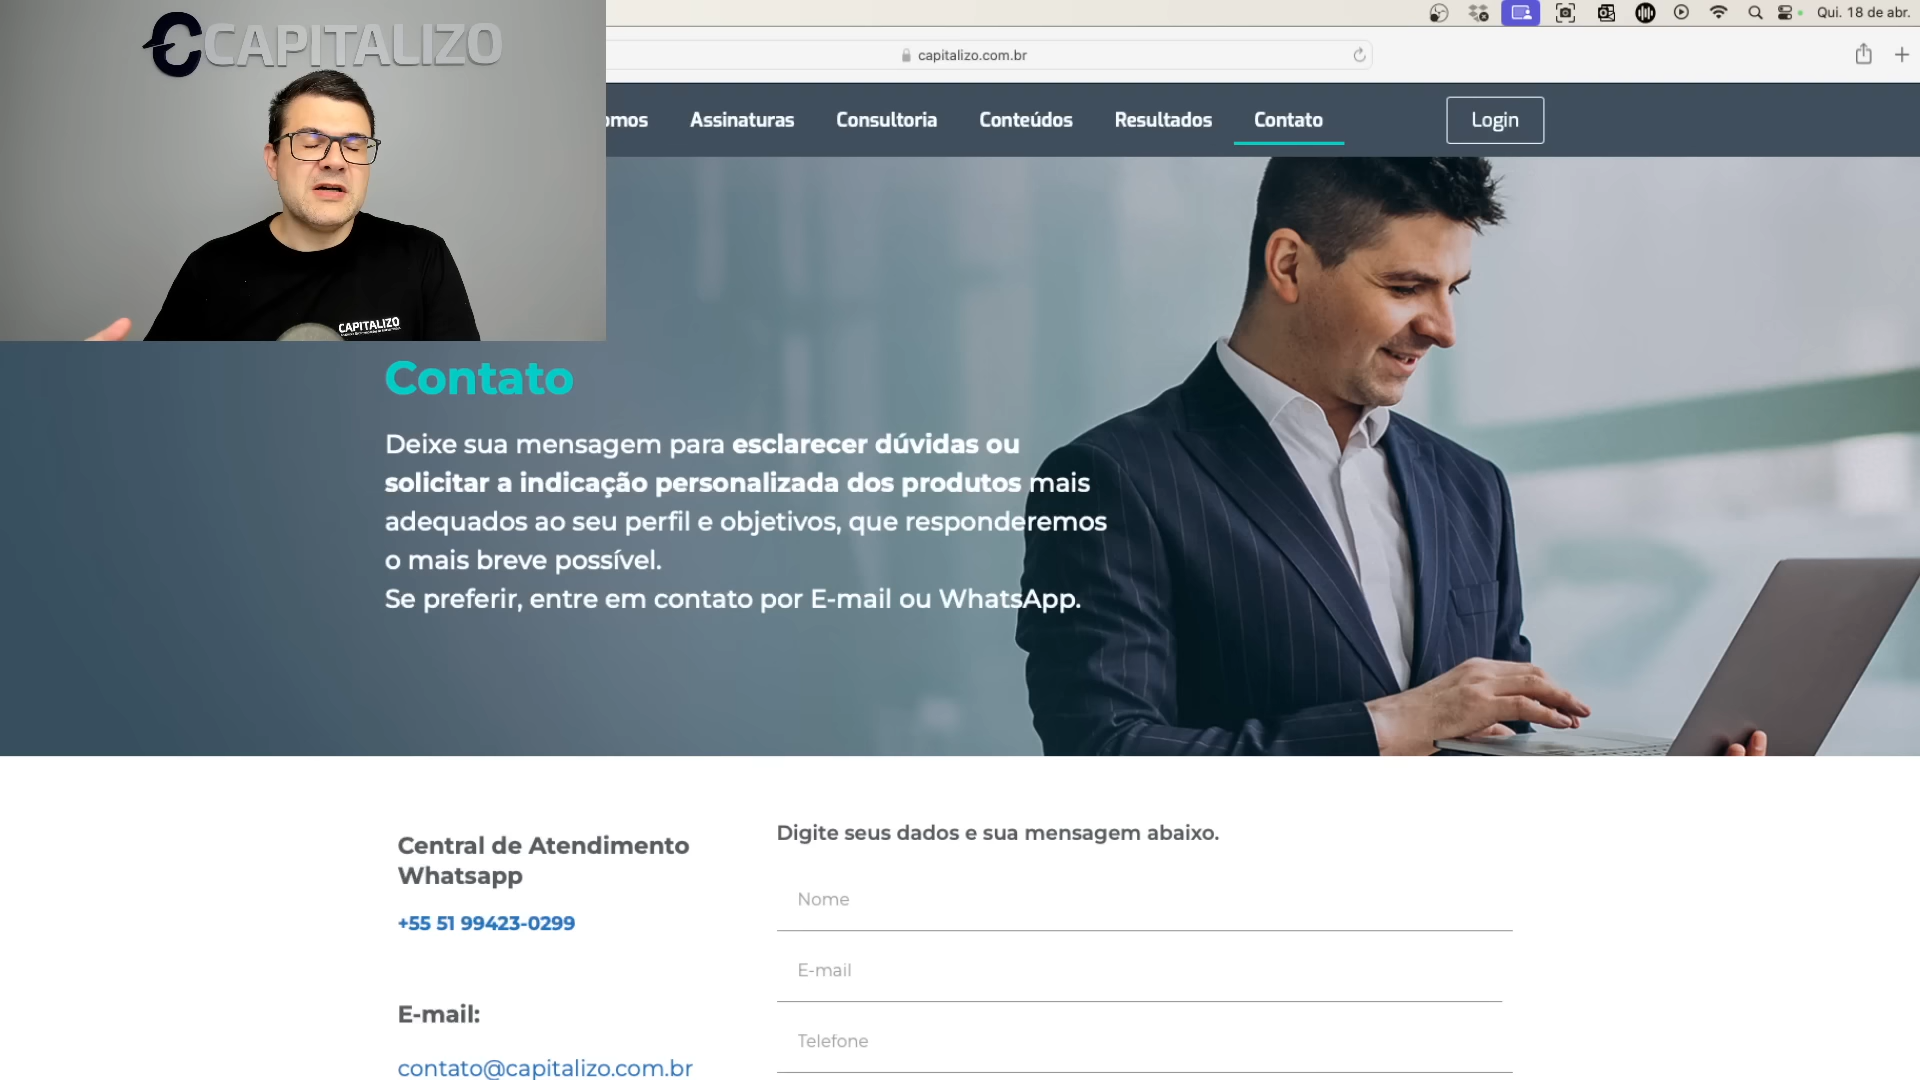 CAPITALIZO
CAPITALIZO
Qui. 18 de abr.
capitalizo.com.br
omos
Assinaturas
Consultoria
Conteúdos
Resultados
Contato
Login
Contato
Deixe sua mensagem para esclarecer dúvidas ou
solicitar a indicação personalizada dos produtos mais
adequados ao seu perfil e objetivos, que responderemos
o mais breve possível.
Se preferir, entre em contato por E-mail ou WhatsApp.
Central de Atendimento
Whatsapp
+55 51 99423-0299
E-mail:
contato@capitalizo.com.br
Digite seus dados e sua mensagem abaixo.
Nome
E-mail
Telefone